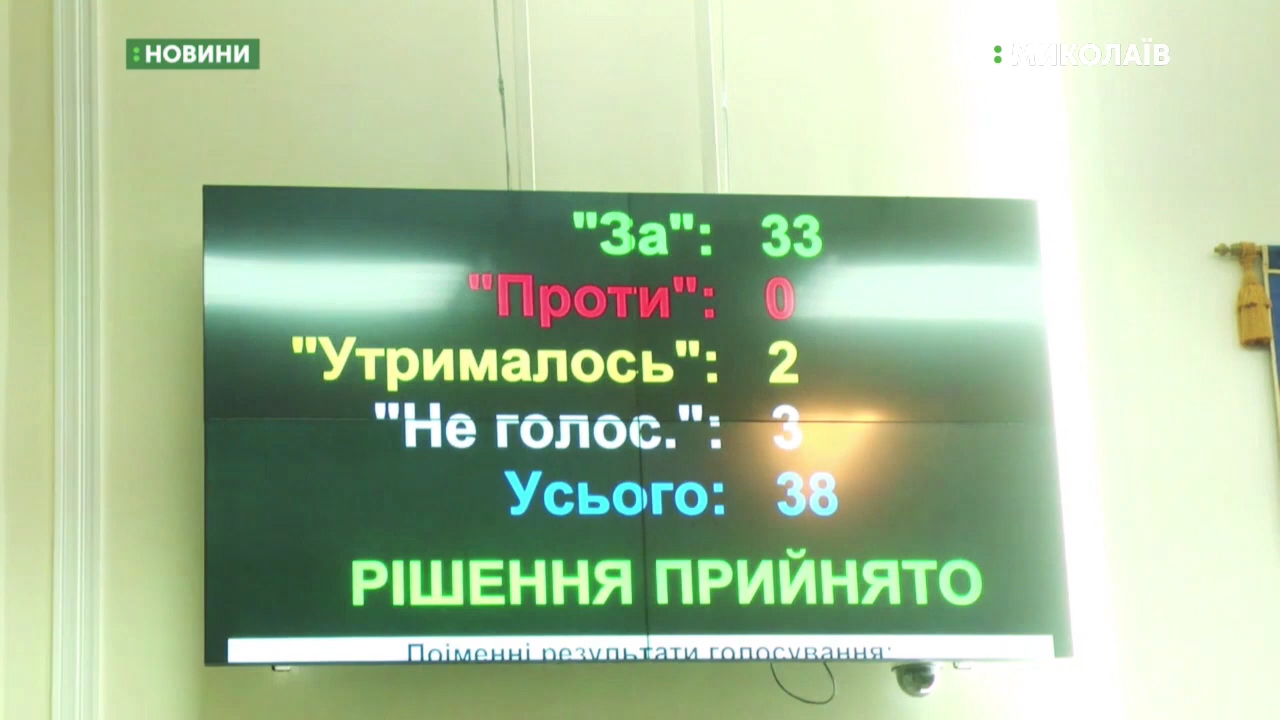 НОВИНИ
МИКОЛАЇВ
"За": 33
"Проти": 0
"Утрималось": 2
"Не голос.": 3
Усього: 38
РІШЕННЯ ПРИЙНЯТО
Поіменні результати голосування: